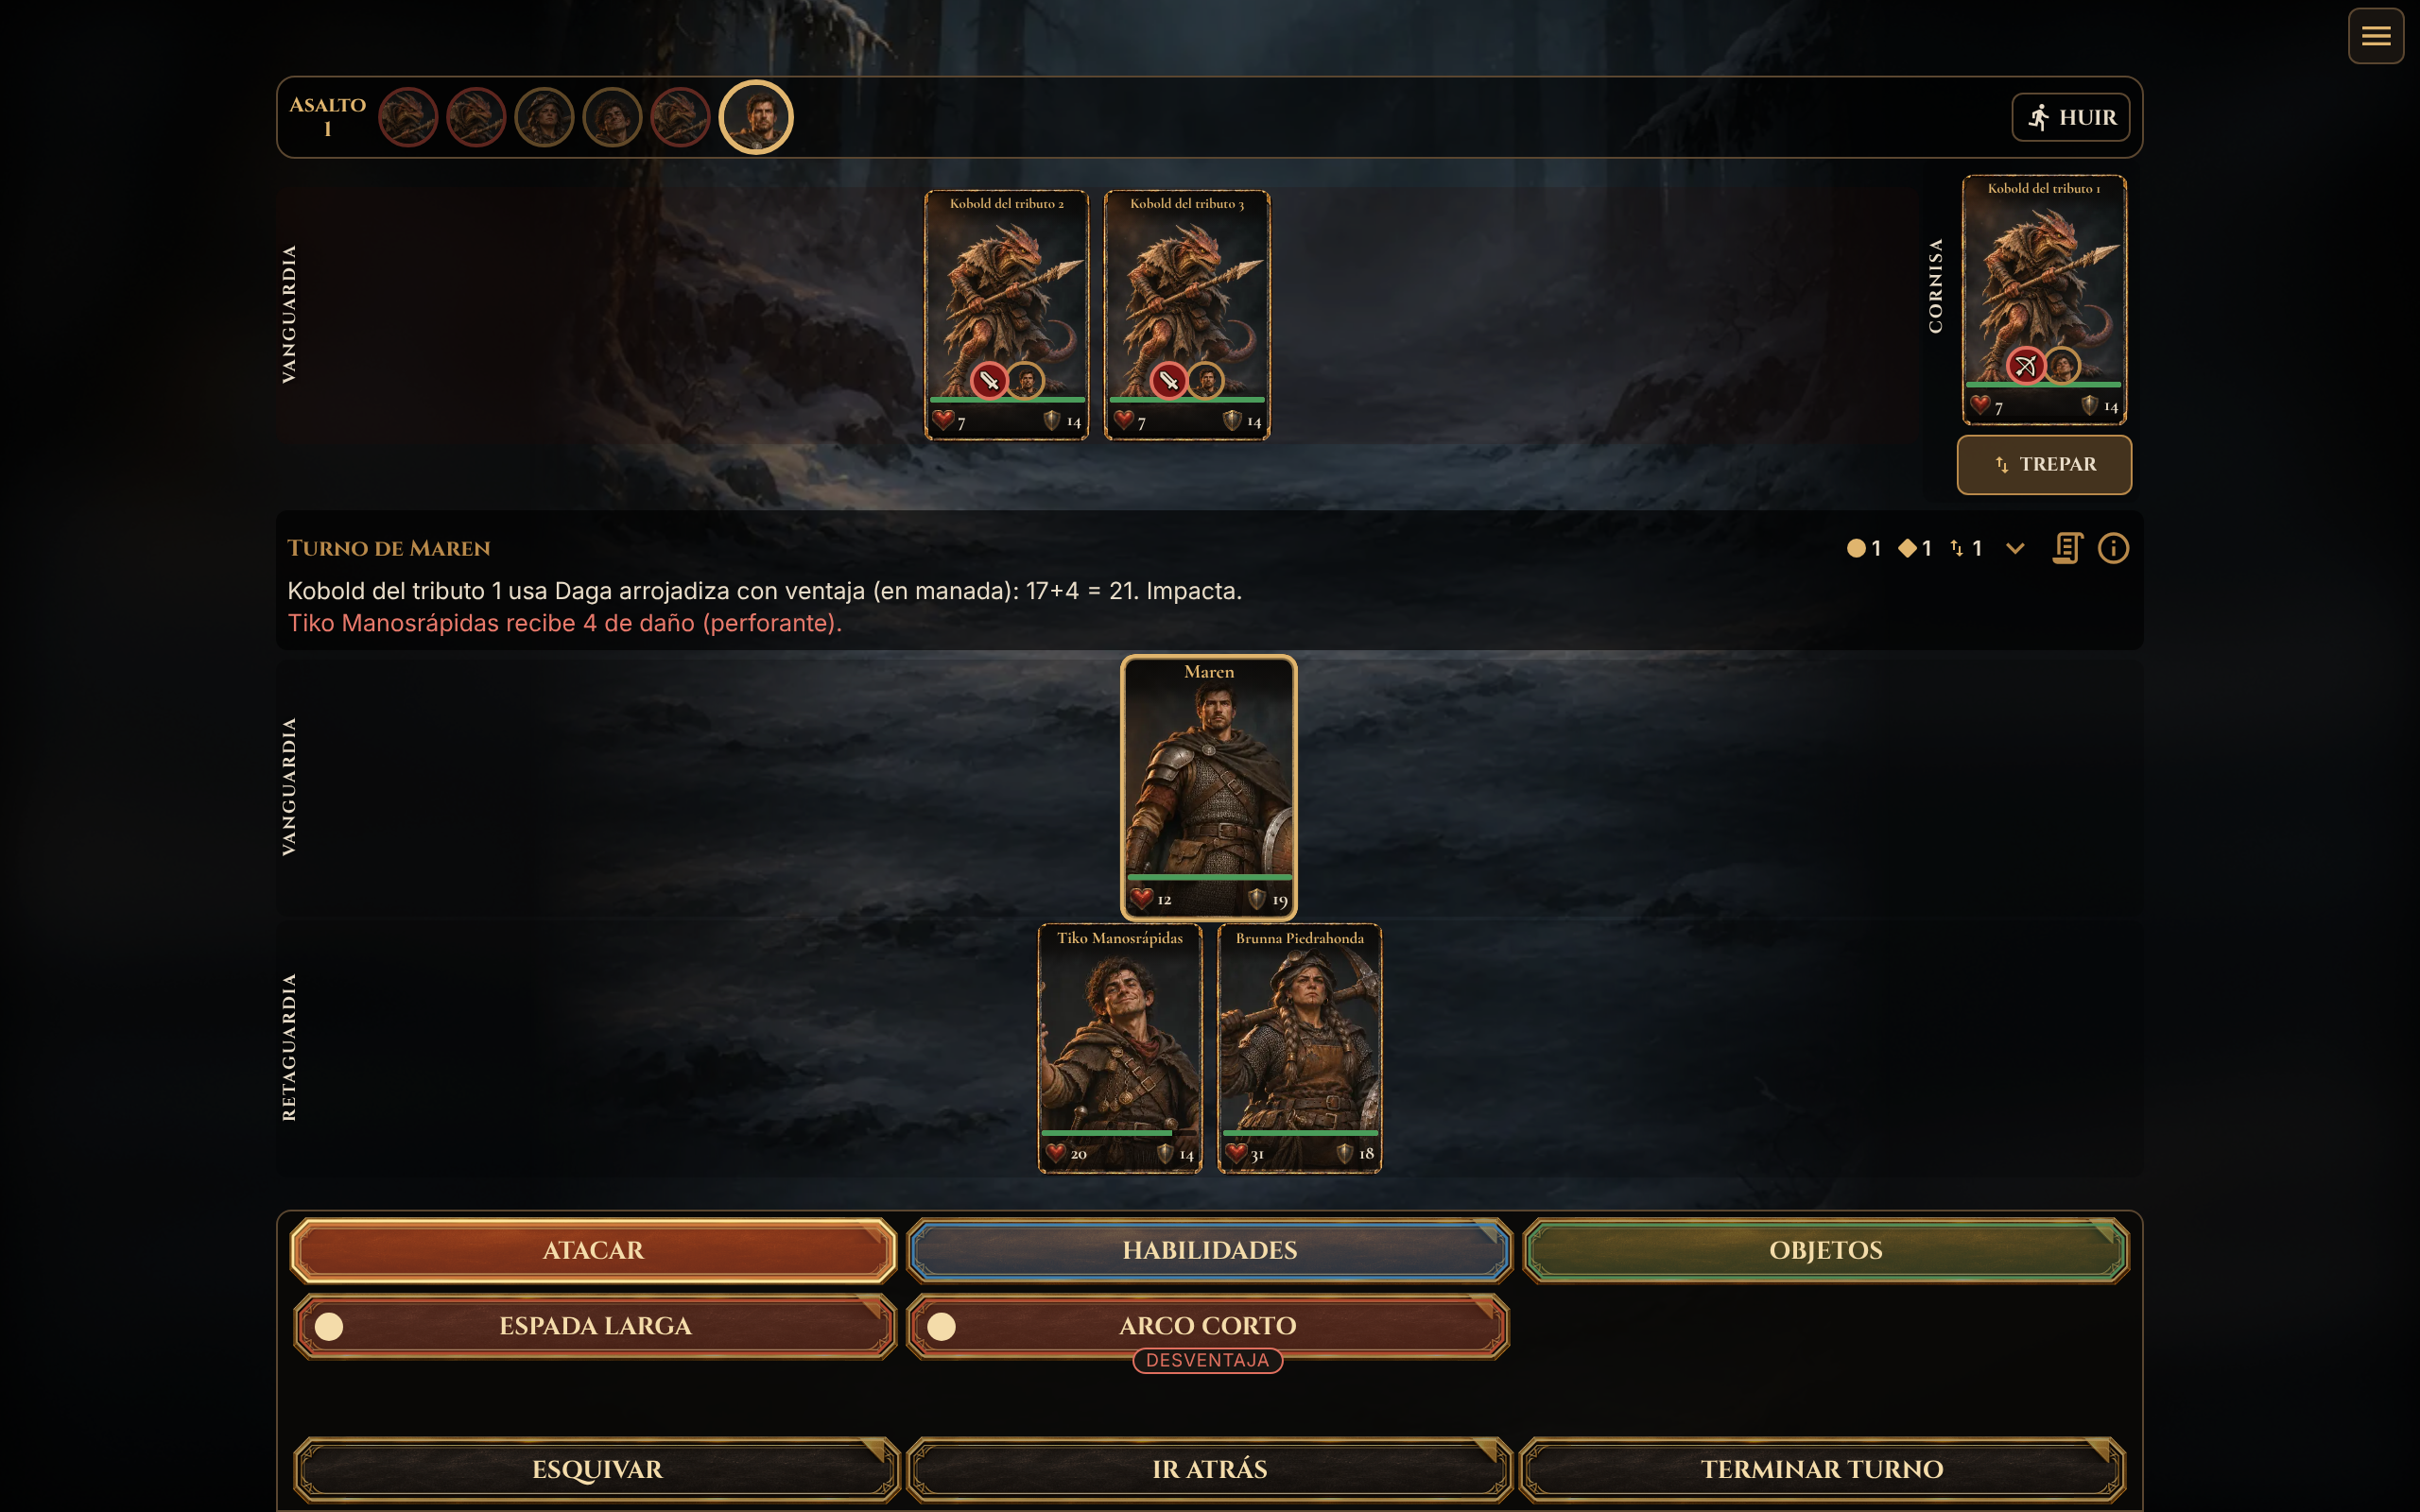 ASALTO
1
HUIR
VANGUARDIA
Kobold del tributo 2
7
14
Kobold del tributo 3
7
14
CORNISA
Kobold del tributo 1
7
14
TREPAR
TURNO DE MAREN
1
1
1
Kobold del tributo 1 usa Daga arrojadiza con ventaja (en manada): 17+4 = 21. Impacta.
Tiko Manosrápidas recibe 4 de daño (perforante).
VANGUARDIA
Maren
12
19
RETAGUARDIA
Tiko Manosrápidas
20
14
Brunna Piedrahonda
31
18
ATACAR
HABILIDADES
OBJETOS
ESPADA LARGA
ARCO CORTO
DESVENTAJA
ESQUIVAR
IR ATRÁS
TERMINAR TURNO